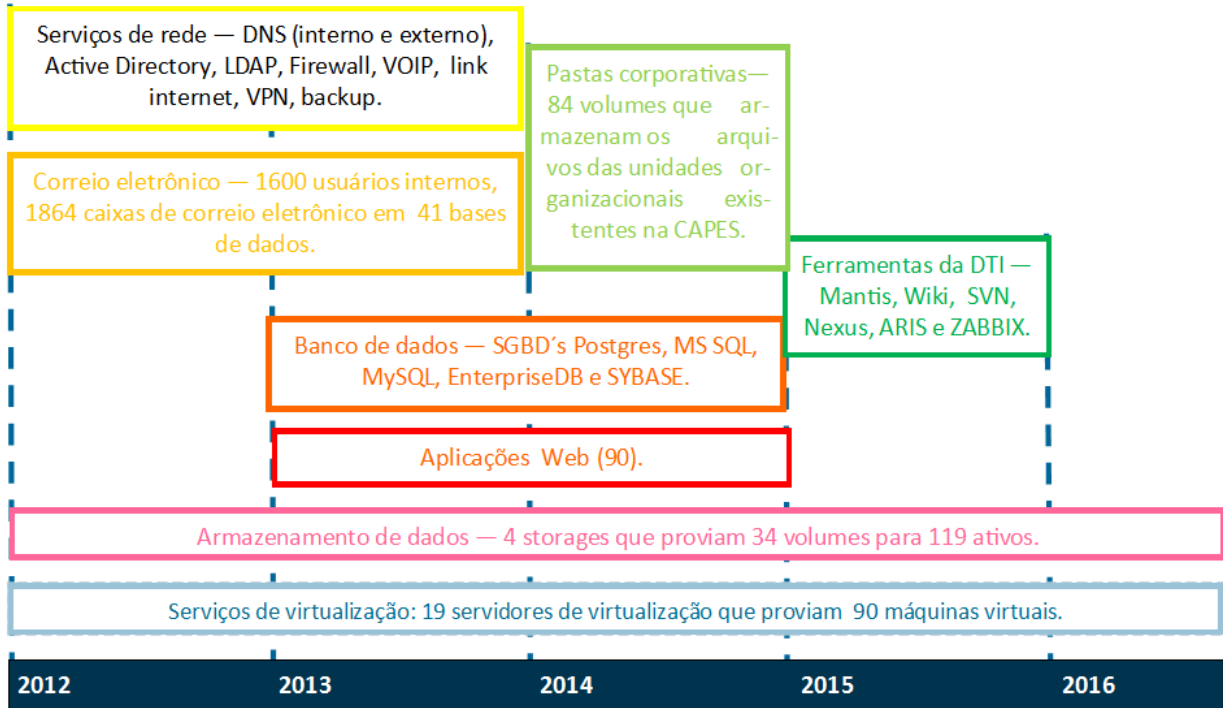 Serviços de rede — DNS (interno e externo),
Active Directory, LDAP, Firewall, VOIP, link
internet, VPN, backup.
Pastas corporativas—
84 volumes que ar-
mazenam os arqui-
vos das unidades or-
ganizacionais exis-
tentes na CAPES.
Correio eletrônico — 1600 usuários internos,
1864 caixas de correio eletrônico em 41 bases
de dados.
Ferramentas da DTI —
Mantis, Wiki, SVN,
Nexus, ARIS e ZABBIX.
Banco de dados — SGBD´s Postgres, MS SQL,
MySQL, EnterpriseDB e SYBASE.
Aplicações Web (90).
Armazenamento de dados — 4 storages que proviam 34 volumes para 119 ativos.
Serviços de virtualização: 19 servidores de virtualização que proviam 90 máquinas virtuais.
2012 2013 2014 2015 2016